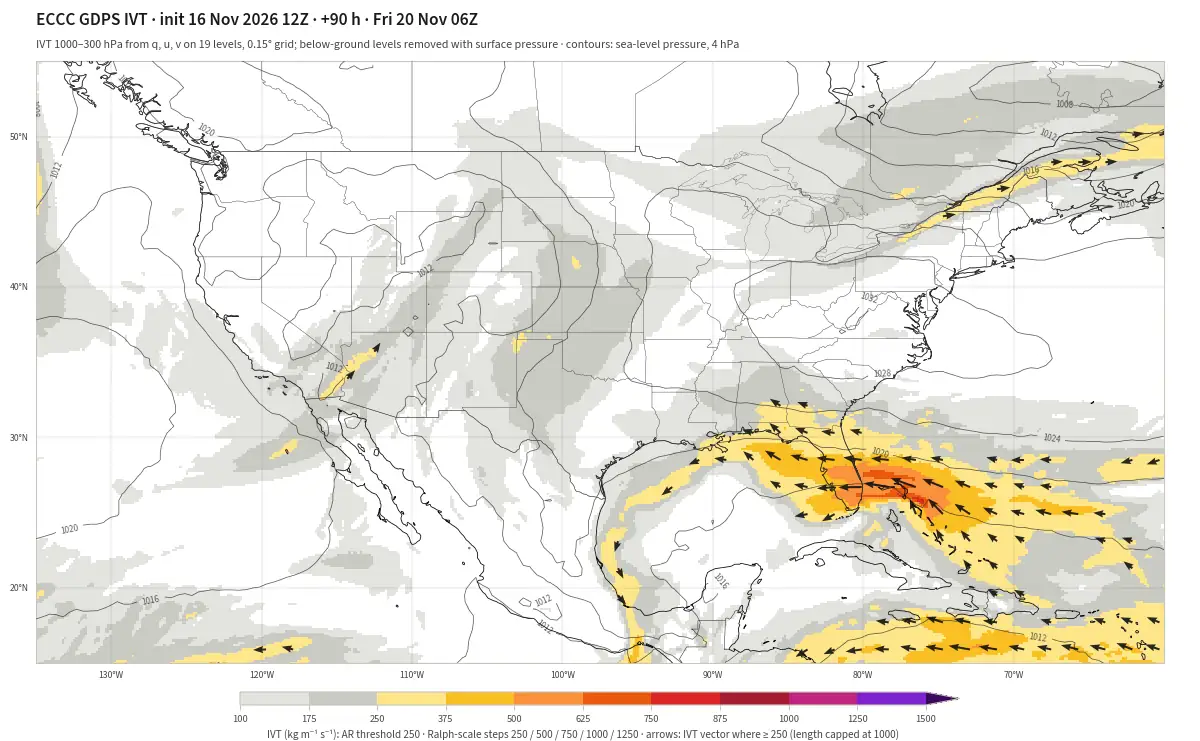 ECCC GDPS IVT · init 16 Nov 2026 12Z · +90 h · Fri 20 Nov 06Z
IVT 1000–300 hPa from q, u, v on 19 levels, 0.15° grid; below-ground levels removed with surface pressure · contours: sea-level pressure, 4 hPa
1008
1020
1012
50°N
1012
1016
1020
1012
40°N
1032
1012
1028
30°N
1024
1020
1020
20°N
1016
1016
1012
1012
1012
130°W
120°W
110°W
100°W
90°W
80°W
70°W
100
175
250
375
500
625
750
875
1000
1250
1500
IVT (kg m⁻¹ s⁻¹): AR threshold 250 · Ralph-scale steps 250 / 500 / 750 / 1000 / 1250 · arrows: IVT vector where ≥ 250 (length capped at 1000)